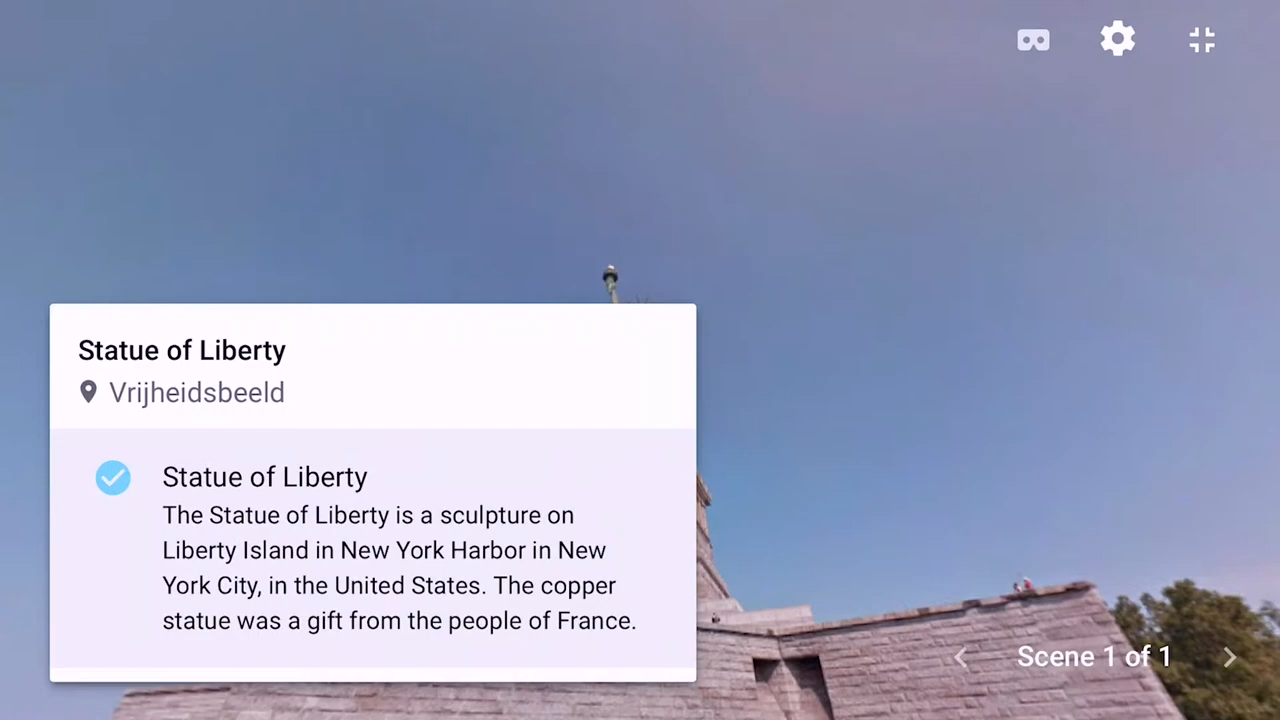 Statue of Liberty
Vrijheidsbeeld
Statue of Liberty
The Statue of Liberty is a sculpture on
Liberty Island in New York Harbor in New
York City, in the United States. The copper
statue was a gift from the people of France.
Scene 1 of 1